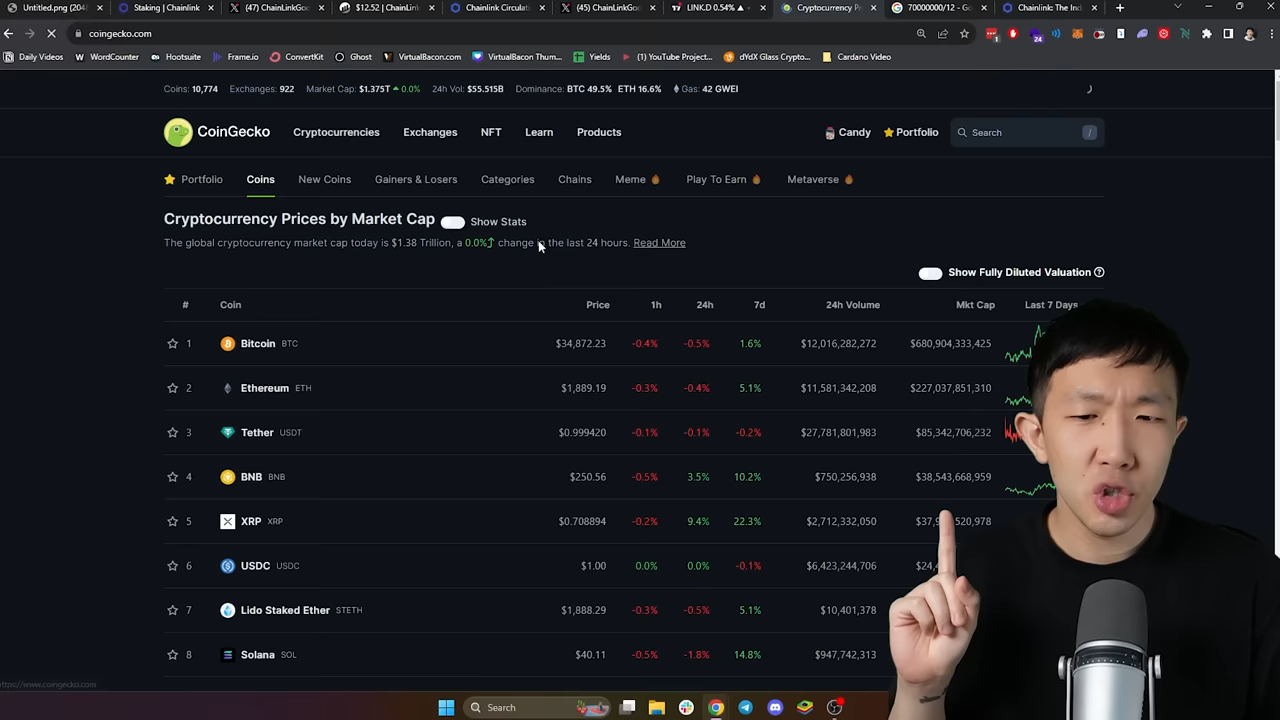 Untitled.png (2048
Staking | Chainlink
(47) ChainLinkGod
$12.52 | ChainLi
Chainlink Circulati
(45) ChainLinkGod
LINK.D 0.54% ▲
Cryptocurrency P
70000000/12 - Go
Chainlink: The Ind
coingecko.com
Daily Videos
WordCounter
Hootsuite
Frame.io
ConvertKit
Ghost
VirtualBacon.com
VirtualBacon Thum...
Yields
(1) YouTube Project...
dYdX Glass Crypto...
Cardano Video
Coins: 10,774 Exchanges: 922 Market Cap: $1.375T 0.0% 24h Vol: $55.515B Dominance: BTC 49.5% ETH 16.6% Gas: 42 GWEI
CoinGecko Cryptocurrencies Exchanges NFT Learn Products Candy Portfolio Search /
Portfolio Coins New Coins Gainers & Losers Categories Chains Meme Play To Earn Metaverse
Cryptocurrency Prices by Market Cap Show Stats
The global cryptocurrency market cap today is $1.38 Trillion, a 0.0% change in the last 24 hours. Read More
Show Fully Diluted Valuation
# Coin Price 1h 24h 7d 24h Volume Mkt Cap Last 7 Days
1 Bitcoin BTC $34,872.23 -0.4% -0.5% 1.6% $12,016,282,272 $680,904,333,425
2 Ethereum ETH $1,889.19 -0.3% -0.4% 5.1% $11,581,342,208 $227,037,851,310
3 Tether USDT $0.999420 -0.1% -0.1% -0.2% $27,781,801,983 $85,342,706,232
4 BNB BNB $250.56 -0.5% 3.5% 10.2% $750,256,938 $38,543,668,959
5 XRP XRP $0.708894 -0.2% 9.4% 22.3% $2,712,332,050
6 USDC USDC $1.00 0.0% 0.0% -0.1% $6,423,244,706
7 Lido Staked Ether STETH $1,888.29 -0.3% -0.5% 5.1% $10,401,378
8 Solana SOL $40.11 -0.5% -1.8% 14.8% $947,742,313
https://www.coingecko.com
Search